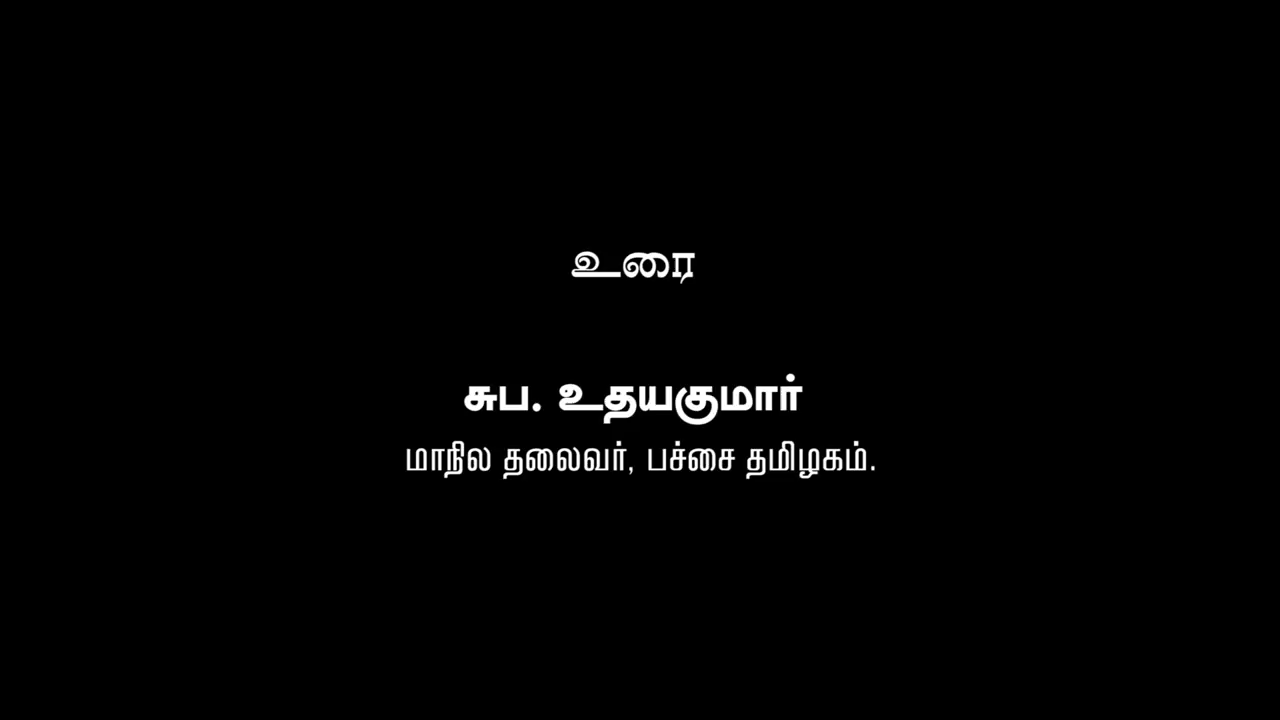 உரை
சுப. உதயகுமார்
மாநில தலைவர், பச்சை தமிழகம்.